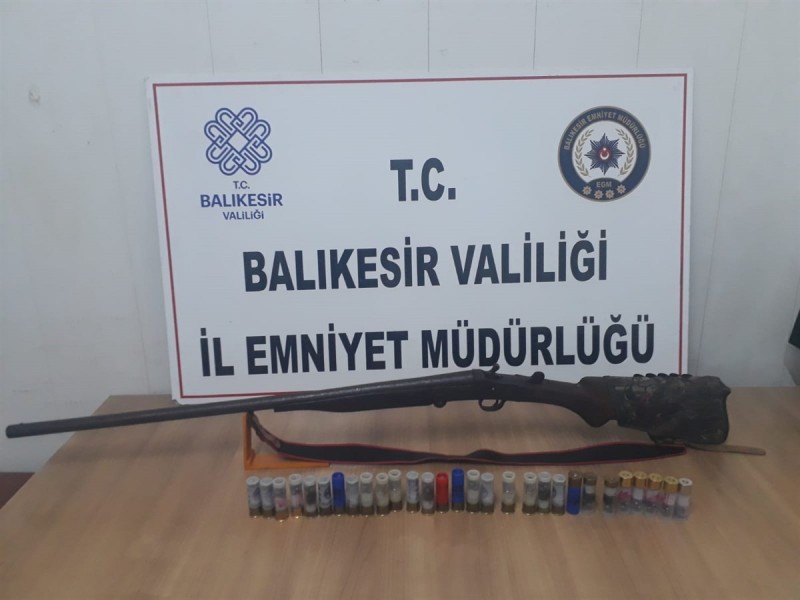 T.C.
BALIKESİR
VALİLİĞİ
BALIKESİR EMNİYET MÜDÜRLÜĞÜ
EGM
T.C.
BALIKESİR VALİLİĞİ
İL EMNİYET MÜDÜRLÜĞÜ